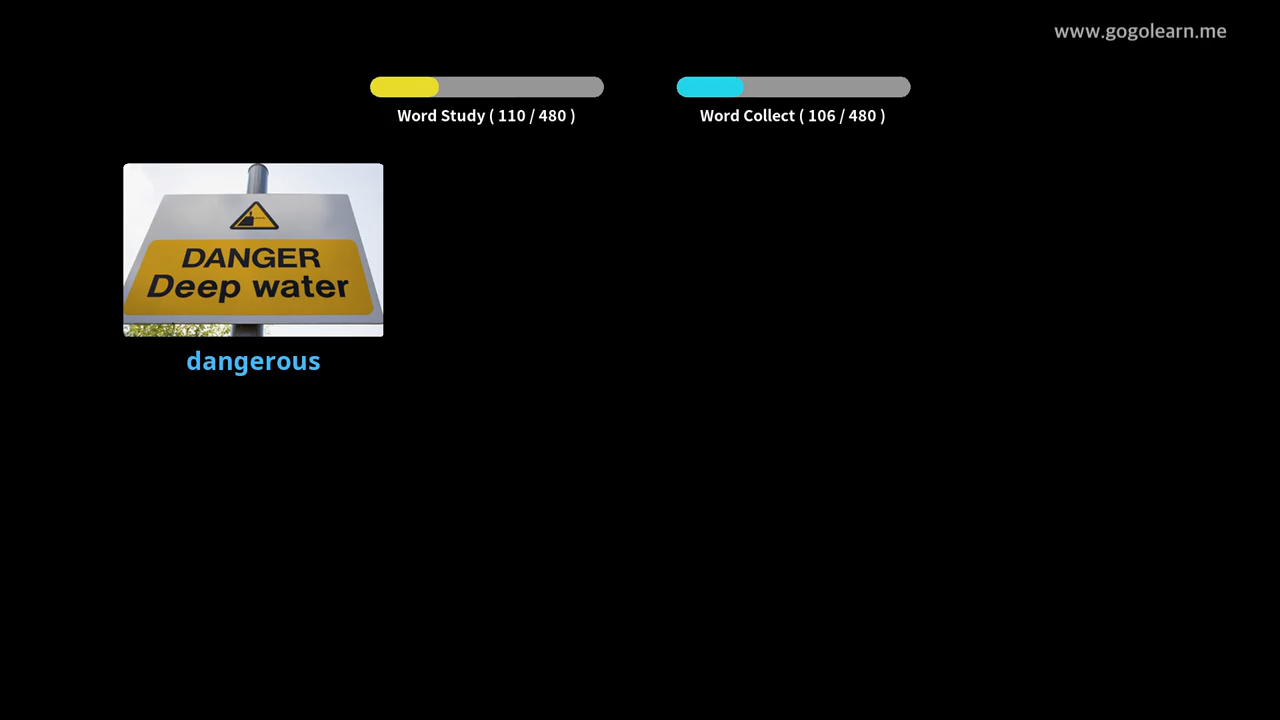 www.gogolearn.me
Word Study ( 110 / 480 )
Word Collect ( 106 / 480 )
DANGER
Deep water
dangerous